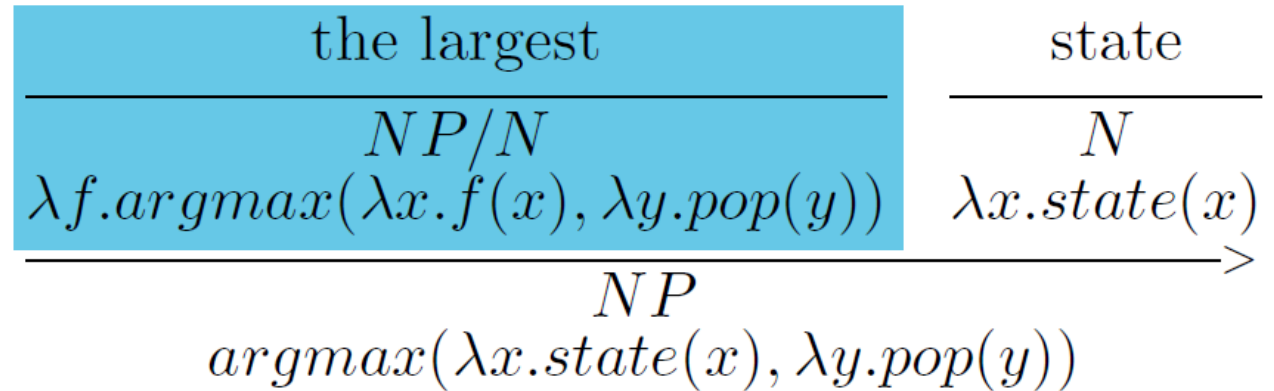 the largest state
NP/N N
λf.argmax(λx.f(x), λy.pop(y)) λx.state(x)
>
NP
argmax(λx.state(x), λy.pop(y))